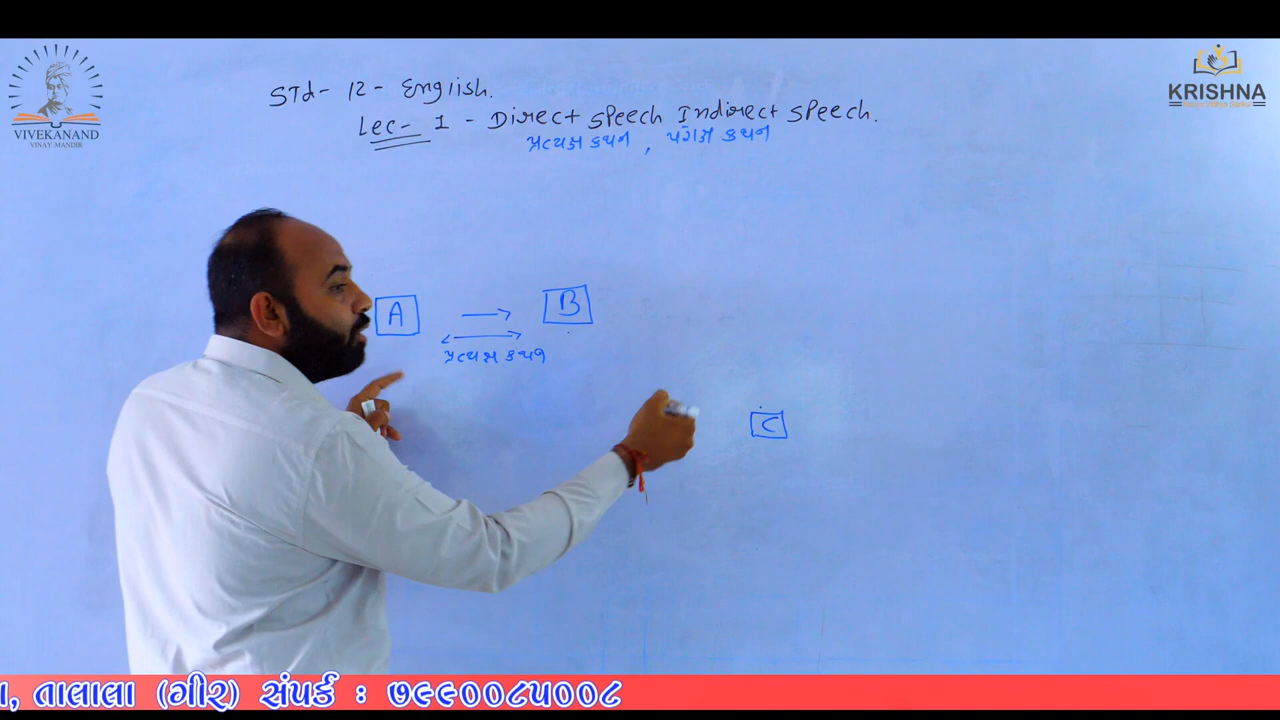 VIVEKANAND
VINAY MANDIR
KRISHNA
STd- 12 - English.
Lec- 1 - Direct speech Indirect speech.
પ્રત્યક્ષ કથન , પરોક્ષ કથન
A → B
પ્રત્યક્ષ કથન
C
તાલાલા (ગીર) સંપર્ક : ૭૯૯૦૦૮૫૦૦૮